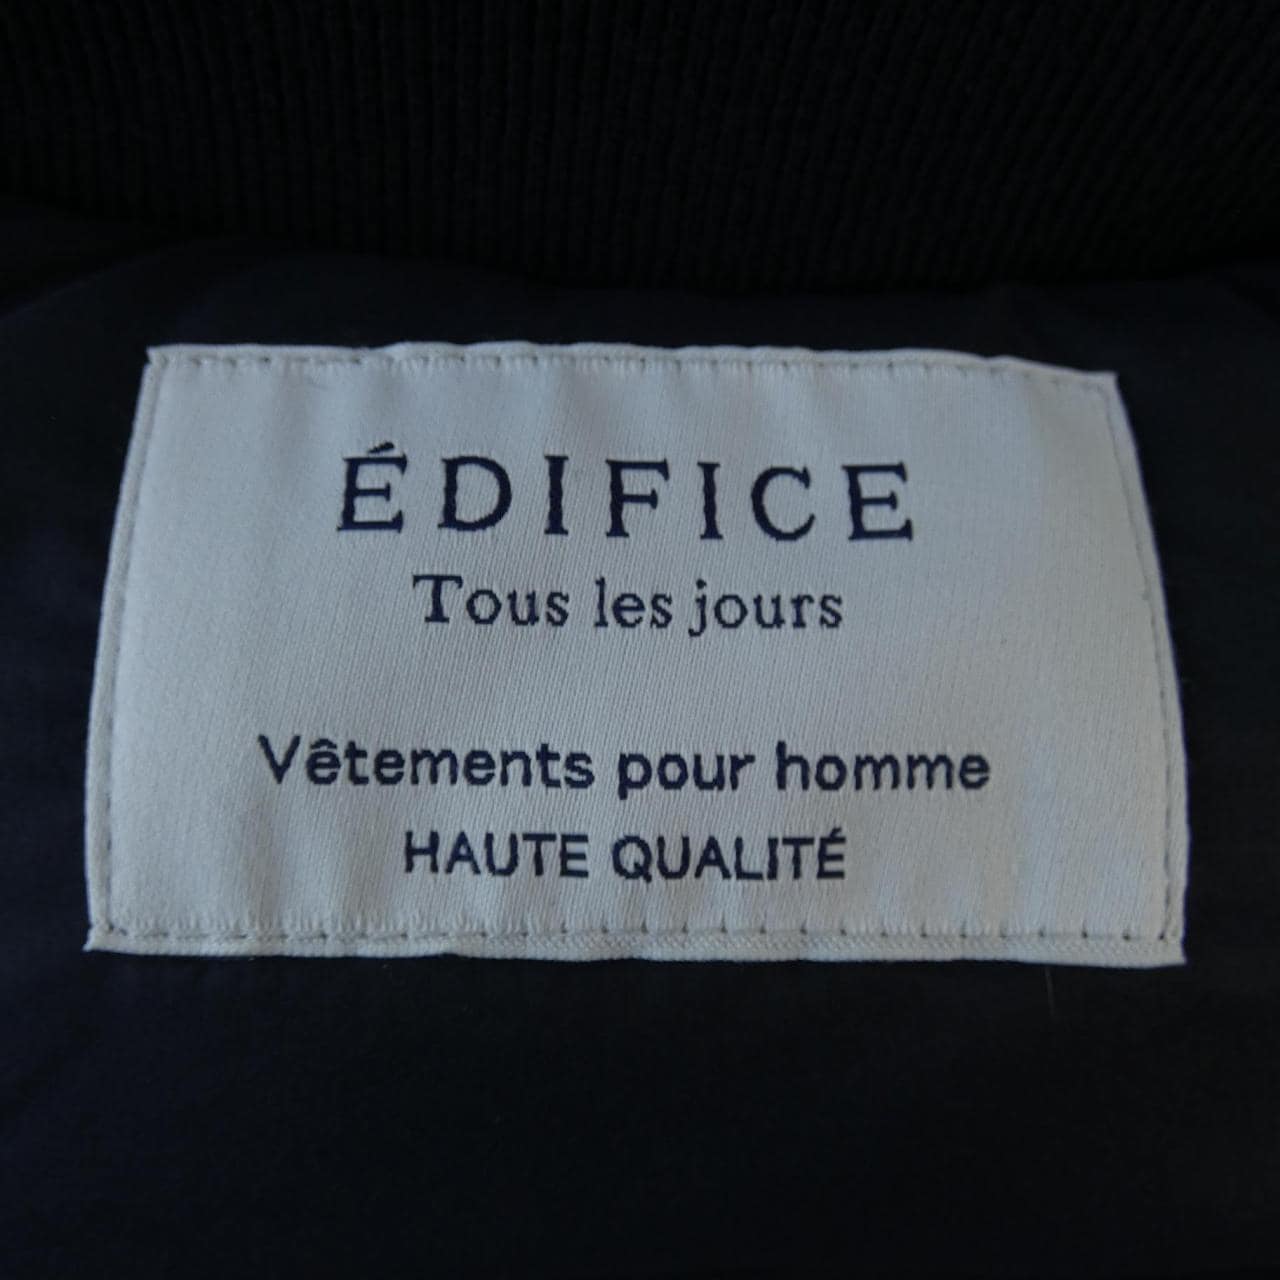 ÉDIFICE
Tous les jours
Vêtements pour homme
HAUTE QUALITÉ